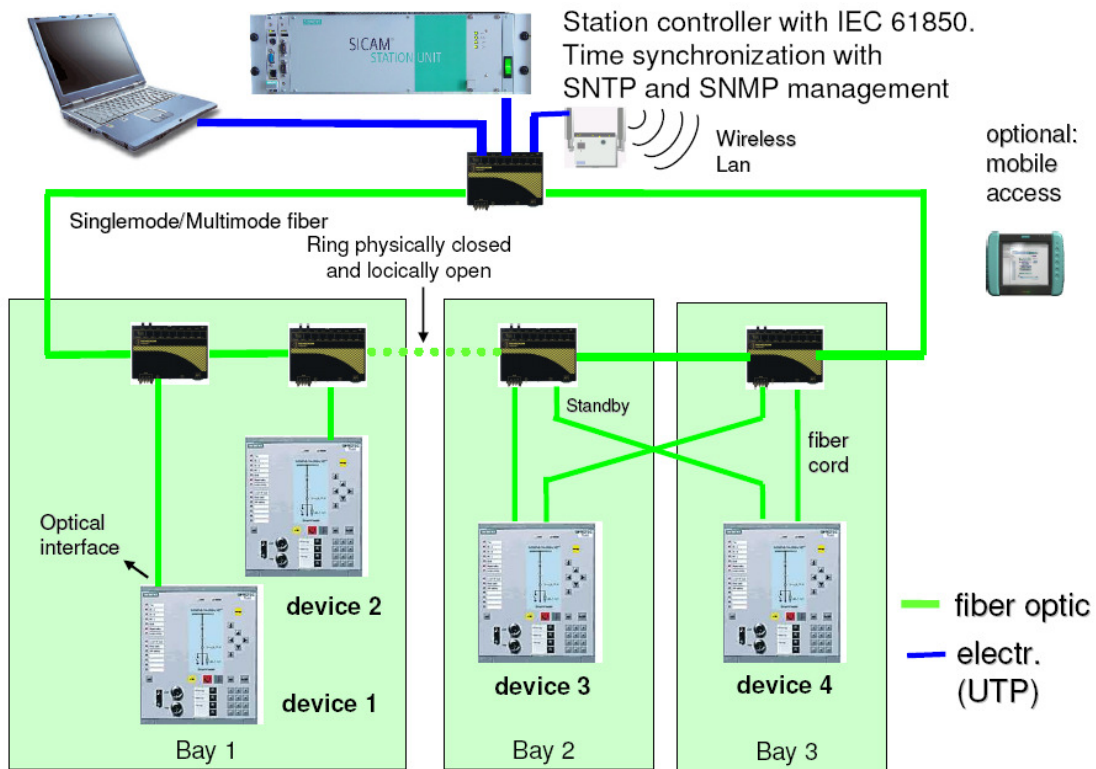 Station controller with IEC 61850.
Time synchronization with
SNTP and SNMP management
SIEMENS
SICAM
STATION UNIT
Wireless
Lan
optional:
mobile
access
Singlemode/Multimode fiber
Ring physically closed
and locically open
Standby
fiber
cord
Optical
interface
device 2
device 1
device 3
device 4
fiber optic
electr.
(UTP)
Bay 1
Bay 2
Bay 3